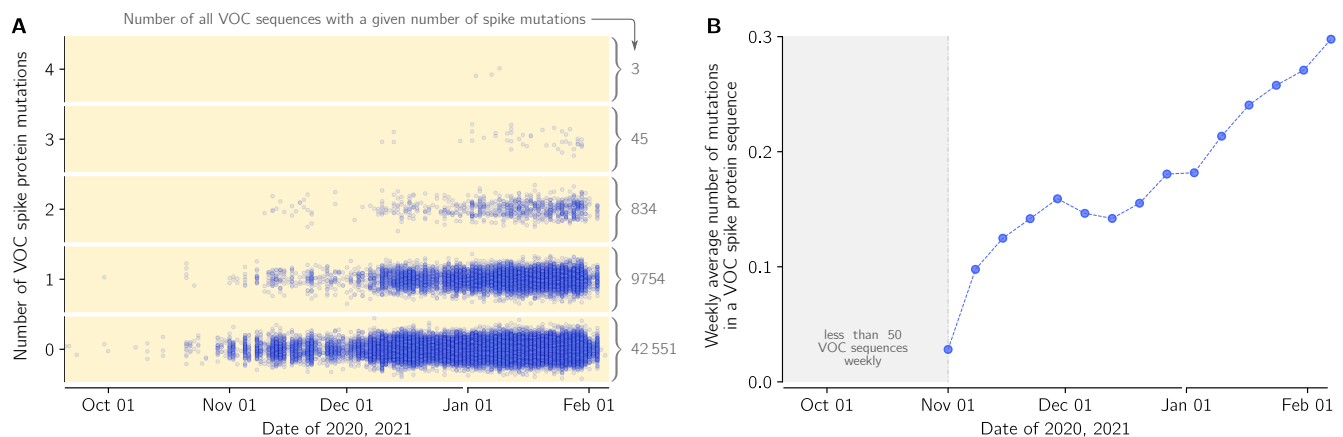 A
Number of all VOC sequences with a given number of spike mutations
Number of VOC spike protein mutations
4
3
2
1
0
3
45
834
9754
42 551
Oct 01
Nov 01
Dec 01
Jan 01
Feb 01
Date of 2020, 2021
B
Weekly average number of mutations
in a VOC spike protein sequence
0.3
0.2
0.1
0.0
less than 50
VOC sequences
weekly
Oct 01
Nov 01
Dec 01
Jan 01
Feb 01
Date of 2020, 2021